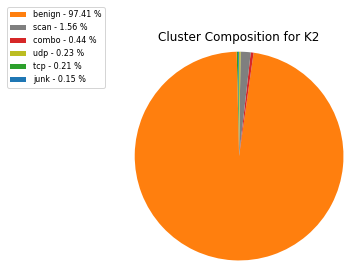 benign - 97.41 %
scan - 1.56 %
combo - 0.44 %
udp - 0.23 %
tcp - 0.21 %
junk - 0.15 %
Cluster Composition for K2